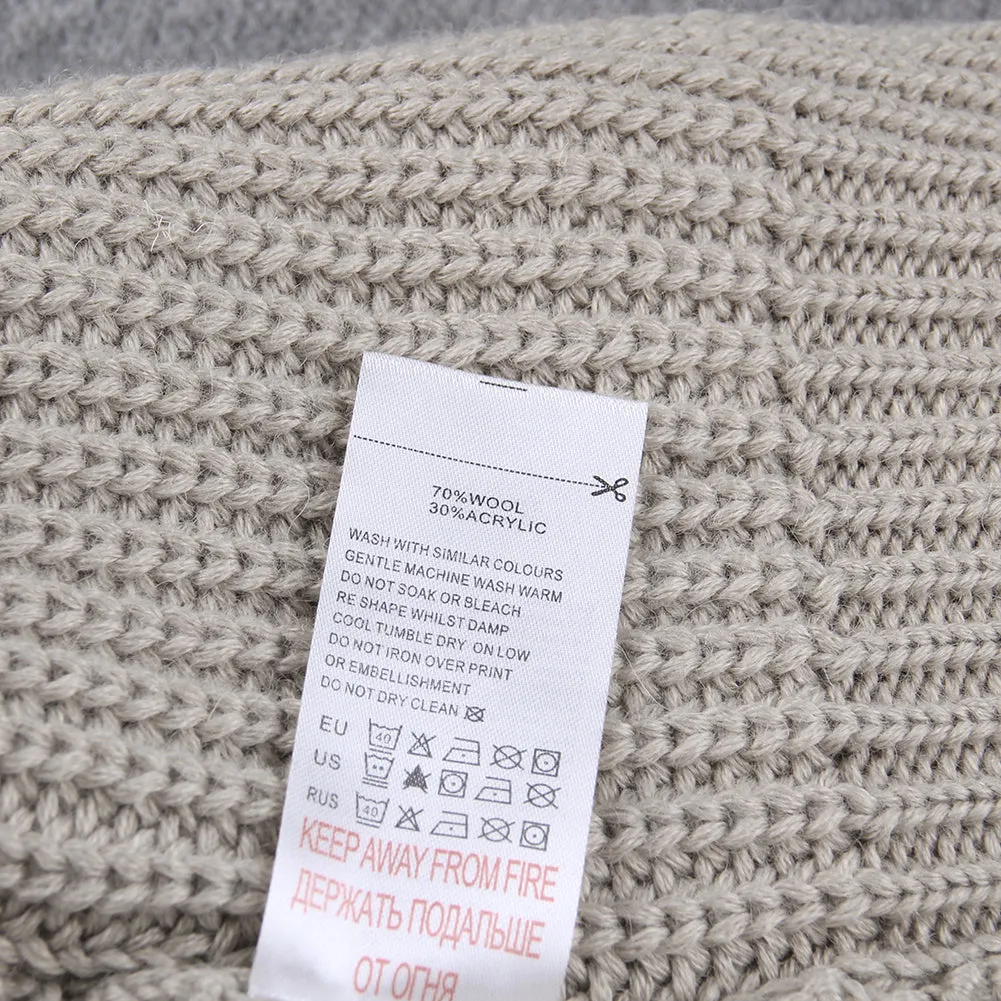 70%WOOL
30%ACRYLIC
WASH WITH SIMILAR COLOURS
GENTLE MACHINE WASH WARM
DO NOT SOAK OR BLEACH
RE SHAPE WHILST DAMP
COOL TUMBLE DRY ON LOW
DO NOT IRON OVER PRINT
OR EMBELLISHMENT
DO NOT DRY CLEAN
EU 40
US
RUS 40
KEEP AWAY FROM FIRE
ДЕРЖАТЬ ПОДАЛЬШЕ
ОТ ОГНЯ